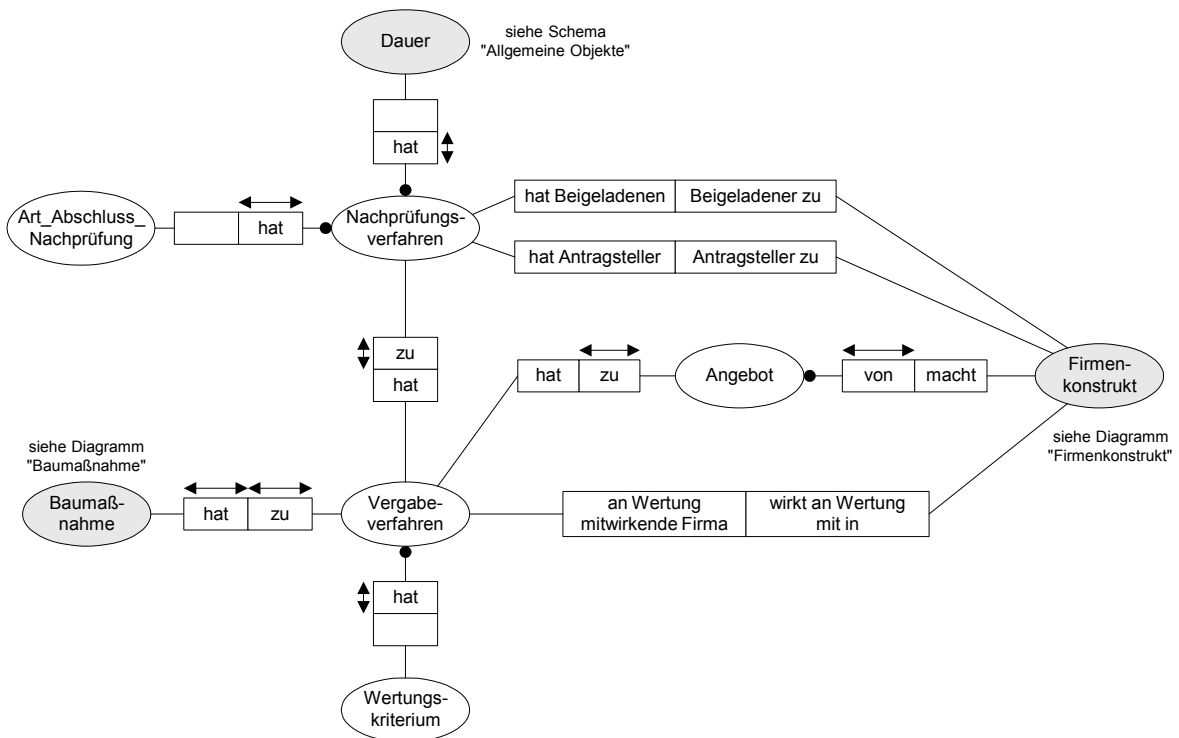 Dauer
siehe Schema
"Allgemeine Objekte"
hat
Art_Abschluss_
Nachprüfung
hat
Nachprüfungs-
verfahren
hat Beigeladenen
Beigeladener zu
hat Antragsteller
Antragsteller zu
zu
hat
hat
zu
Angebot
von
macht
Firmen-
konstrukt
siehe Diagramm
"Firmenkonstrukt"
siehe Diagramm
"Baumaßnahme"
Baumaß-
nahme
hat
zu
Vergabe-
verfahren
an Wertung
mitwirkende Firma
wirkt an Wertung
mit in
hat
Wertungs-
kriterium